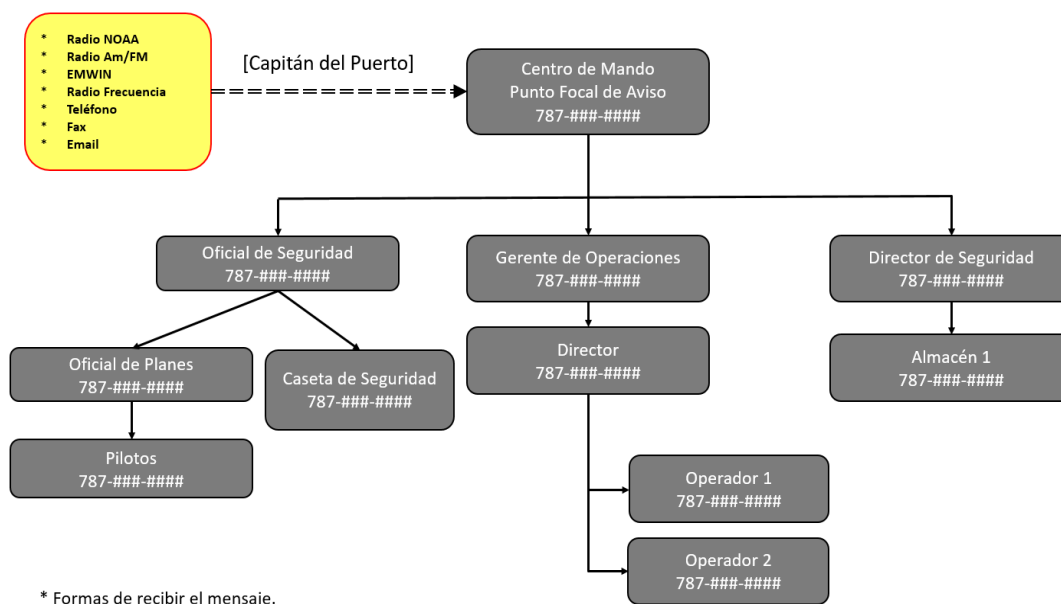 * Radio NOAA
* Radio Am/FM
* EMWIN
* Radio Frecuencia
* Teléfono
* Fax
* Email
[Capitán del Puerto]
Centro de Mando
Punto Focal de Aviso
787-###-####
Oficial de Seguridad
787-###-####
Gerente de Operaciones
787-###-####
Director de Seguridad
787-###-####
Oficial de Planes
787-###-####
Caseta de Seguridad
787-###-####
Director
787-###-####
Almacén 1
787-###-####
Pilotos
787-###-####
Operador 1
787-###-####
Operador 2
787-###-####
* Formas de recibir el mensaje.